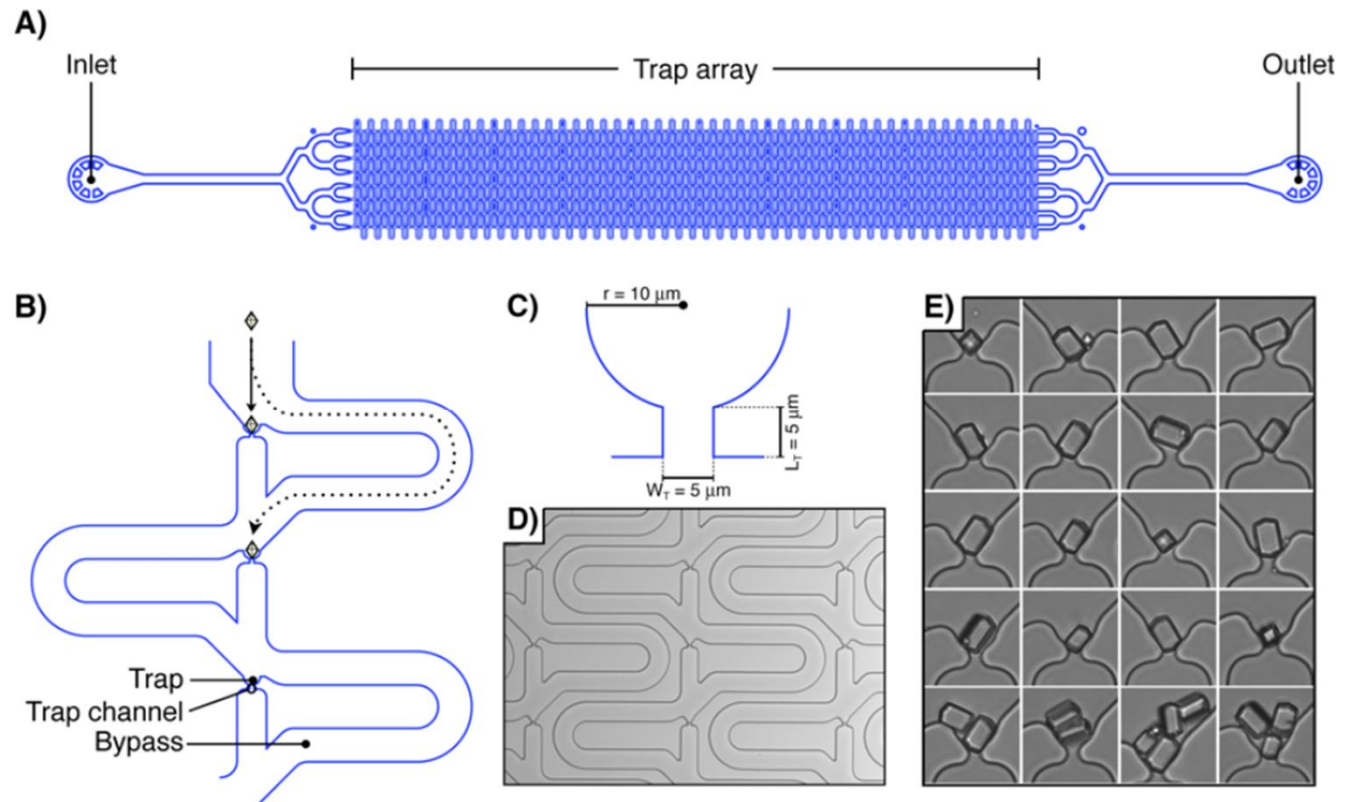 A)
Inlet
Trap array
Outlet
B)
Trap
Trap channel
Bypass
C)
r = 10 μm
L_T = 5 μm
W_T = 5 μm
D)
E)